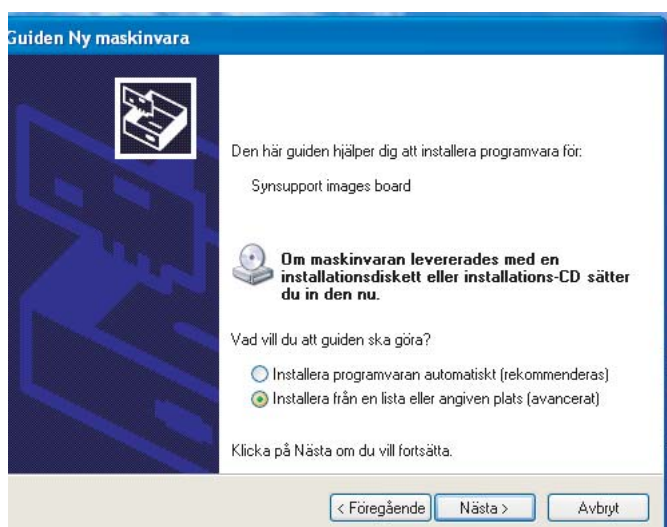 Guiden Ny maskinvara
Den här guiden hjälper dig att installera programvara för:
Synsupport images board
Om maskinvaran levererades med en
installationsdiskett eller installations-CD sätter
du in den nu.
Vad vill du att guiden ska göra?
Installera programvaran automatiskt (rekommenderas)
Installera från en lista eller angiven plats (avancerat)
Klicka på Nästa om du vill fortsätta.
< Föregående Nästa > Avbryt